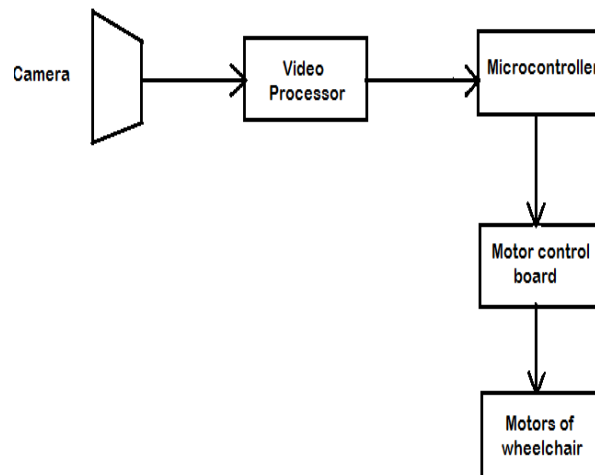 Camera
Video
Processor
Microcontroller
Motor control
board
Motors of
wheelchair